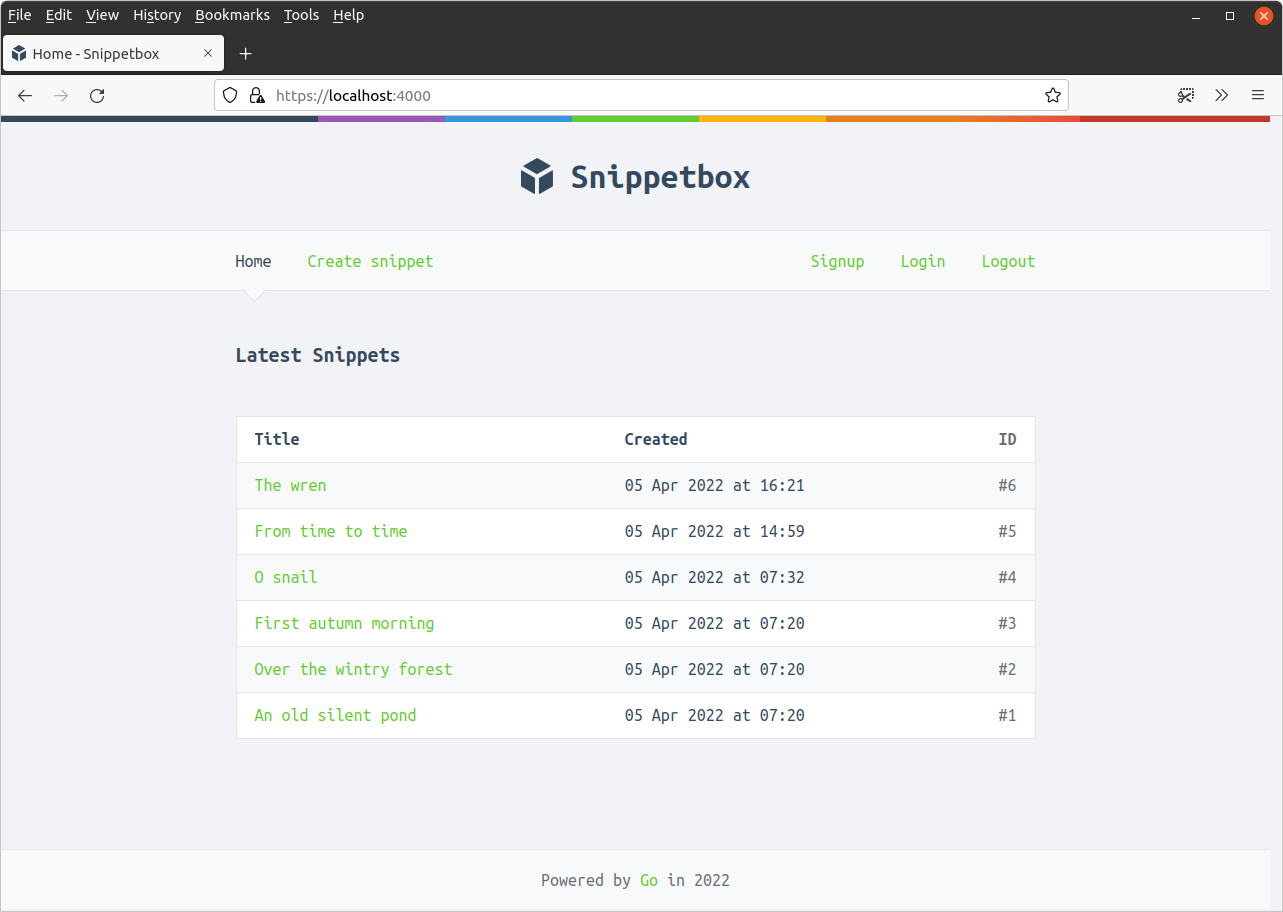 File Edit View History Bookmarks Tools Help
Home - Snippetbox
https://localhost:4000
Snippetbox
Home Create snippet Signup Login Logout
Latest Snippets
Title Created ID
The wren 05 Apr 2022 at 16:21 #6
From time to time 05 Apr 2022 at 14:59 #5
O snail 05 Apr 2022 at 07:32 #4
First autumn morning 05 Apr 2022 at 07:20 #3
Over the wintry forest 05 Apr 2022 at 07:20 #2
An old silent pond 05 Apr 2022 at 07:20 #1
Powered by Go in 2022